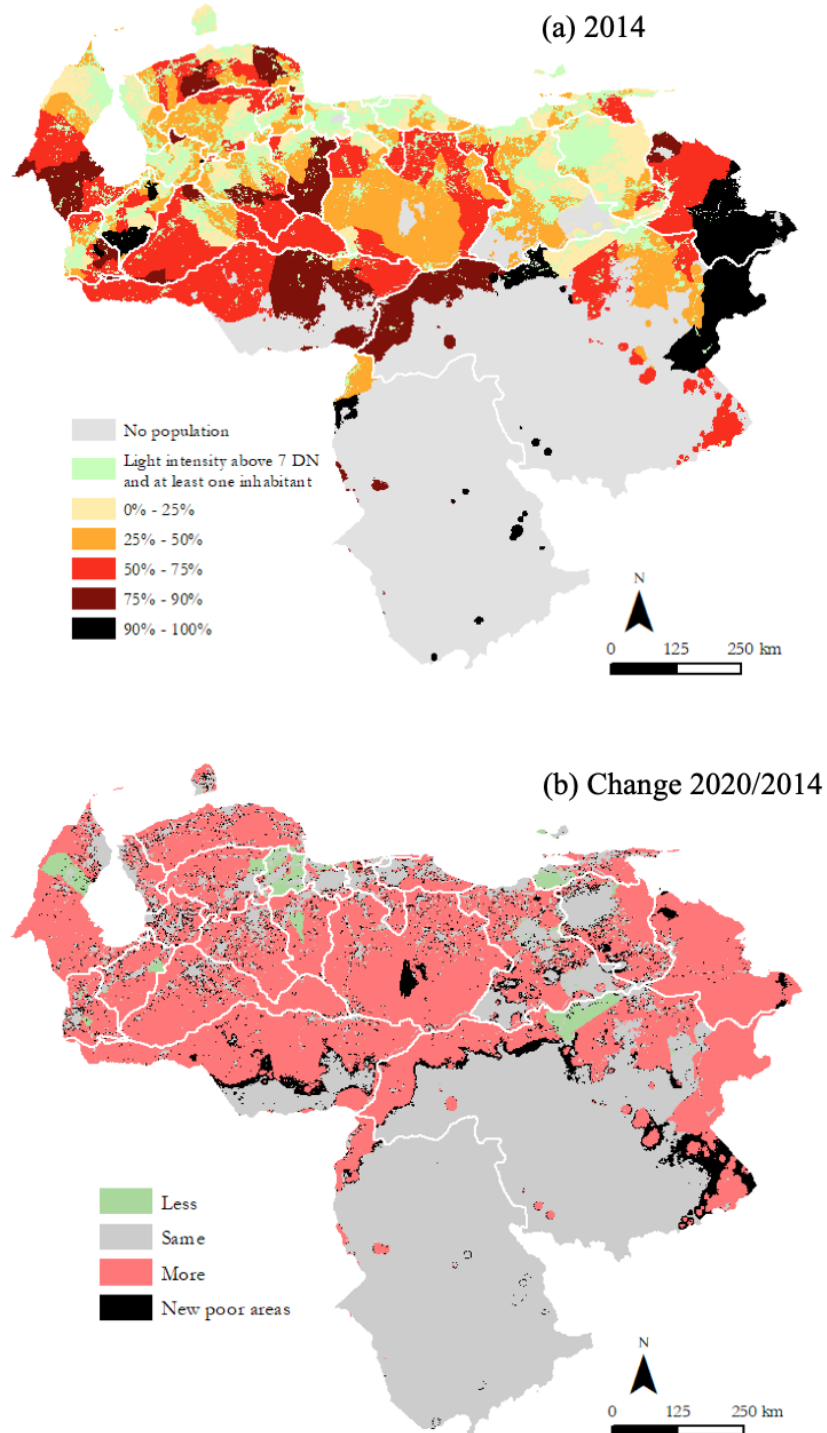 (a) 2014
No population
Light intensity above 7 DN
and at least one inhabitant
0% - 25%
25% - 50%
50% - 75%
75% - 90%
90% - 100%
N
0 125 250 km
(b) Change 2020/2014
Less
Same
More
New poor areas
N
0 125 250 km